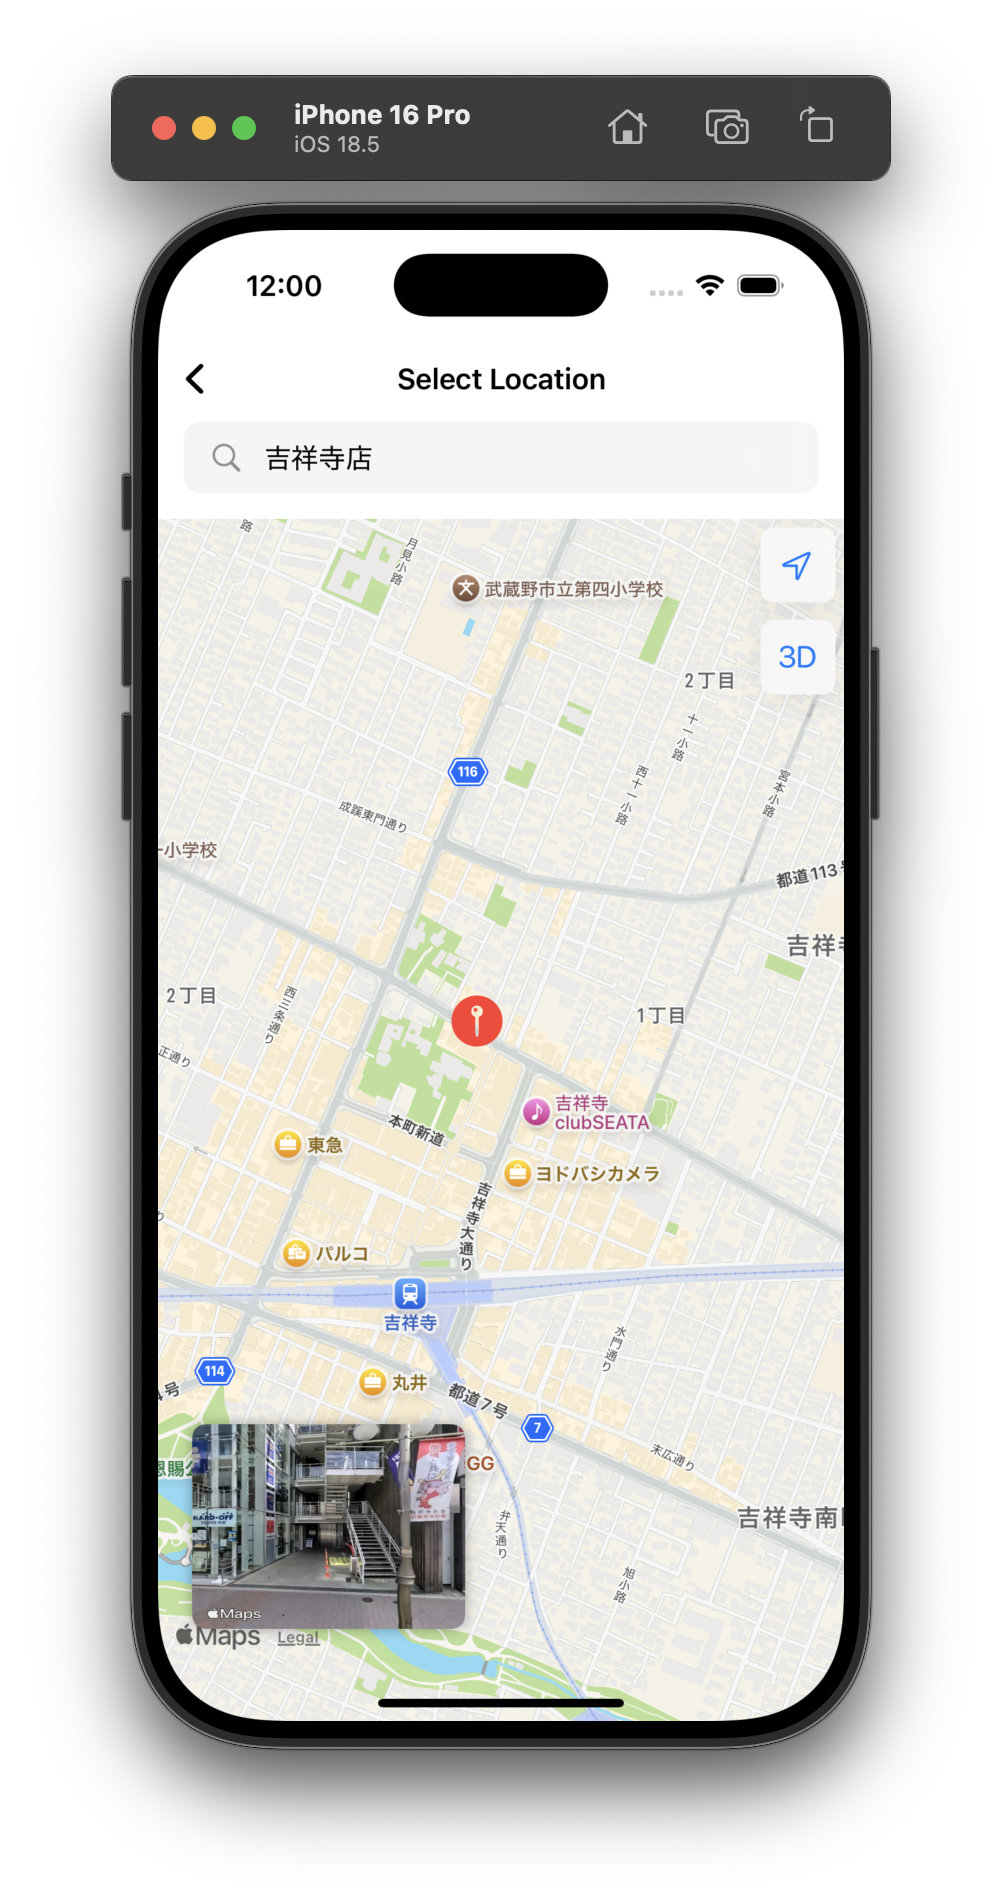 iPhone 16 Pro
iOS 18.5
12:00
Select Location
吉祥寺店
路
月見小路
武蔵野市立第四小学校
3D
2丁目
十一小路
116
西十一小路
宮本小路
成蹊東門通り
小学校
都道113号
吉祥寺
2丁目
西三条通り
1丁目
正通り
吉祥寺
clubSEATA
本町新道
東急
ヨドバシカメラ
吉祥寺大通り
り
パルコ
吉祥寺
水門通り
114
丸井
4号
都道7号
7
恩賜公
GG
末広通り
HARD-OFF
弁天通り
吉祥寺南
旭小路
Maps
Maps
Legal